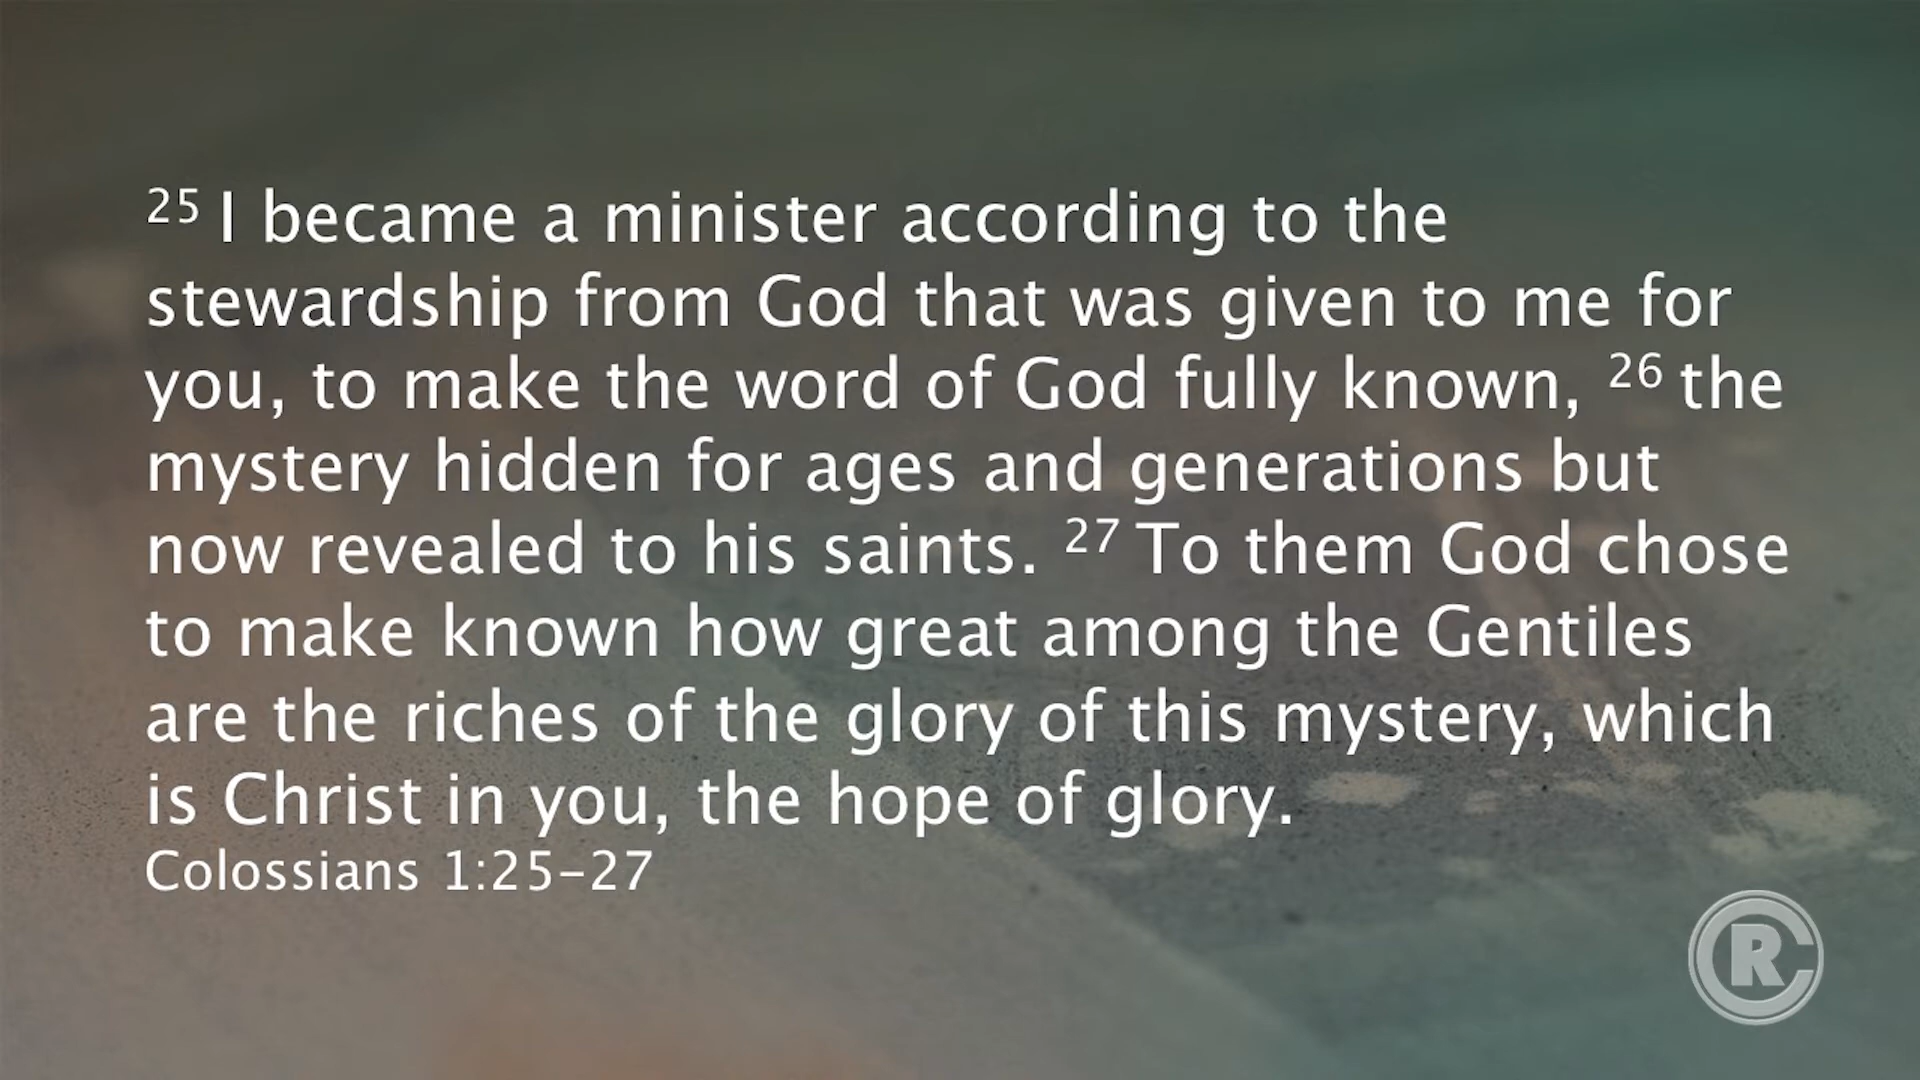 25 I became a minister according to the
stewardship from God that was given to me for
you, to make the word of God fully known, 26 the
mystery hidden for ages and generations but
now revealed to his saints. 27 To them God chose
to make known how great among the Gentiles
are the riches of the glory of this mystery, which
is Christ in you, the hope of glory.
Colossians 1:25–27
CR